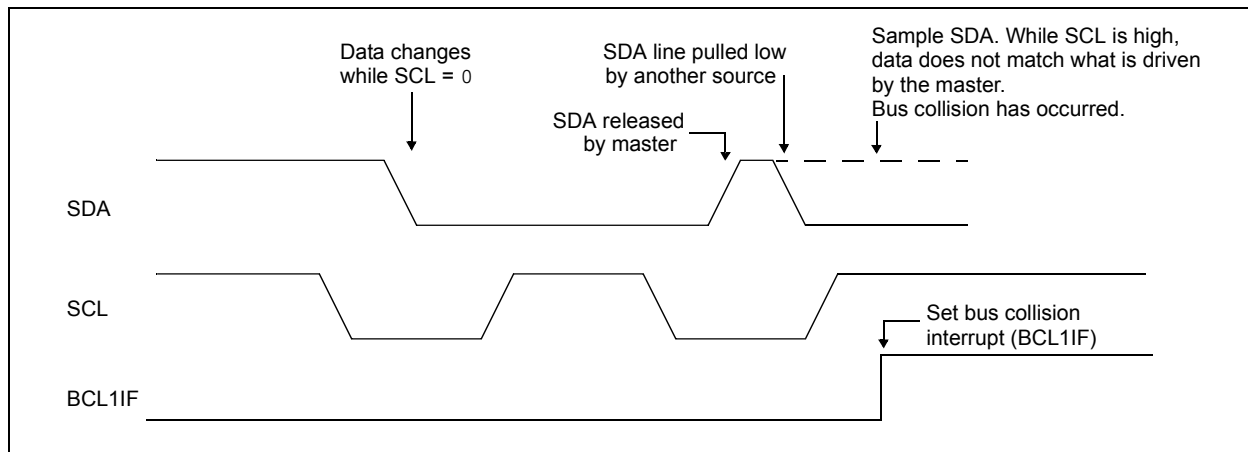 Data changes
while SCL = 0
SDA line pulled low
by another source
Sample SDA. While SCL is high,
data does not match what is driven
by the master.
Bus collision has occurred.
SDA released
by master
SDA
SCL
Set bus collision
interrupt (BCL1IF)
BCL1IF